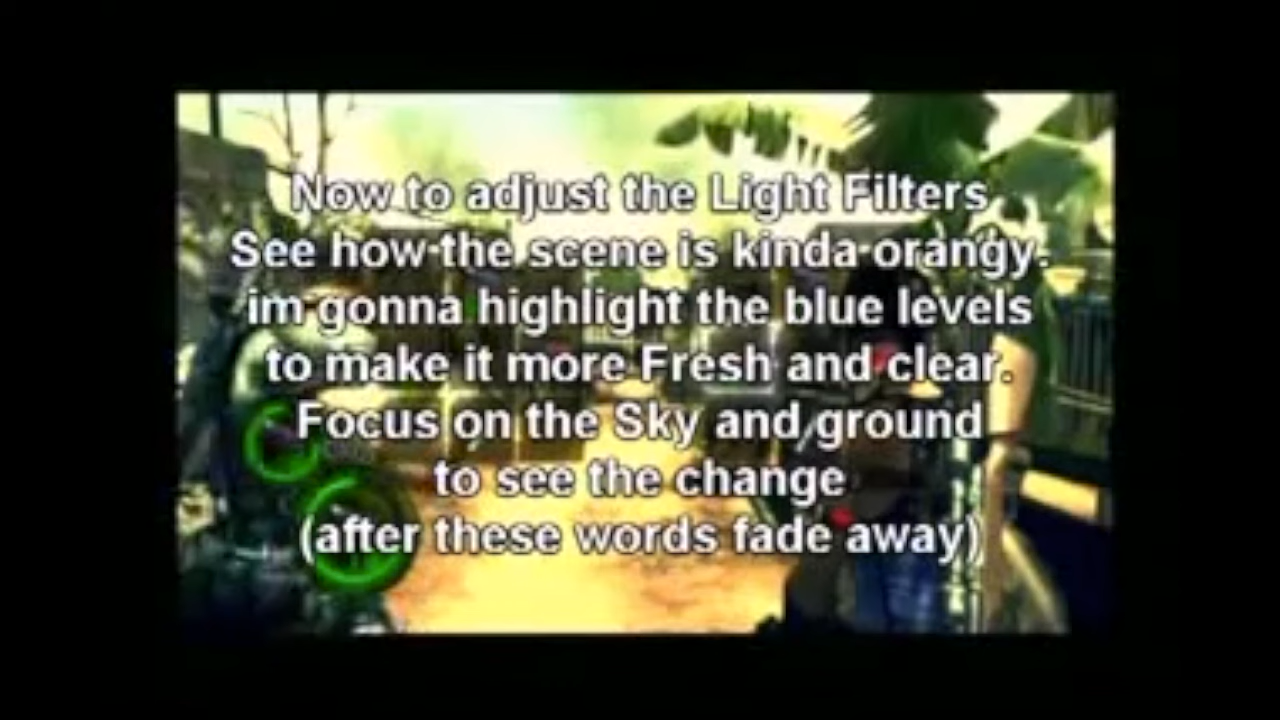 Now to adjust the Light Filters
See how the scene is kinda orangy.
im gonna highlight the blue levels
to make it more Fresh and clear.
Focus on the Sky and ground
to see the change
(after these words fade away)